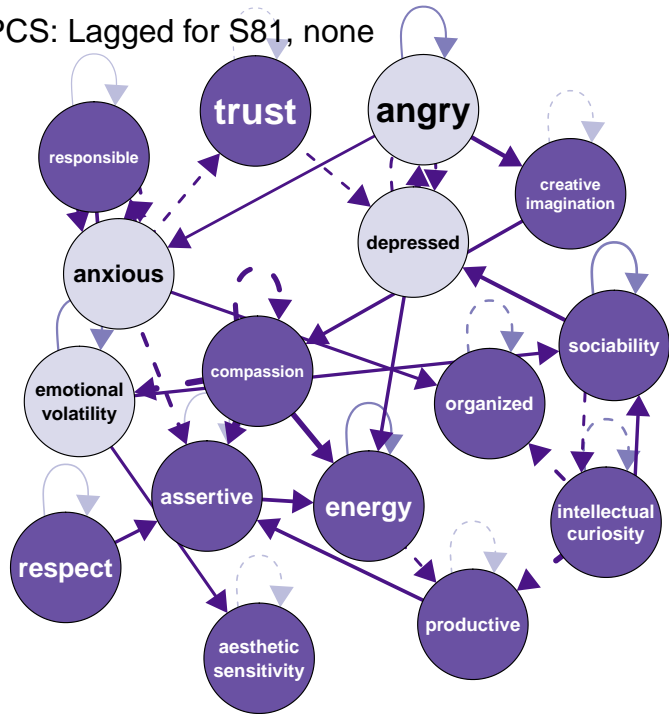 PCS: Lagged for S81, none
trust
angry
responsible
creative
imagination
depressed
anxious
sociability
compassion
emotional
volatility
organized
assertive
energy
intellectual
curiosity
respect
productive
aesthetic
sensitivity